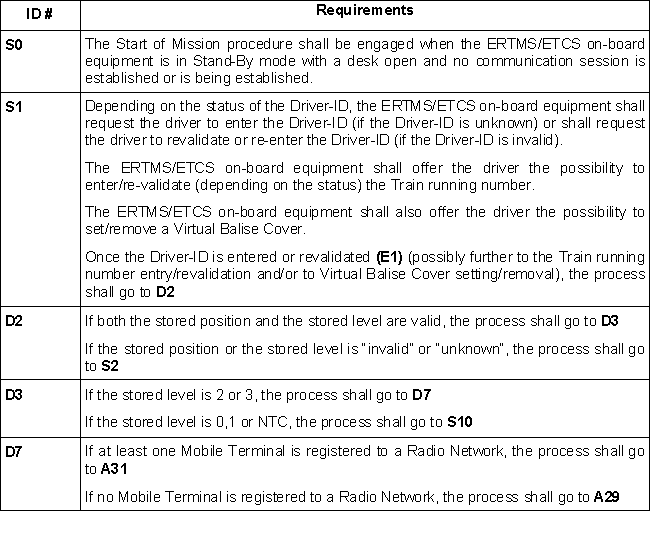 ID #
Requirements
S0
The Start of Mission procedure shall be engaged when the ERTMS/ETCS on-board
equipment is in Stand-By mode with a desk open and no communication session is
established or is being established.
S1
Depending on the status of the Driver-ID, the ERTMS/ETCS on-board equipment shall
request the driver to enter the Driver-ID (if the Driver-ID is unknown) or shall request
the driver to revalidate or re-enter the Driver-ID (if the Driver-ID is invalid).
The ERTMS/ETCS on-board equipment shall offer the driver the possibility to
enter/re-validate (depending on the status) the Train running number.
The ERTMS/ETCS on-board equipment shall also offer the driver the possibility to
set/remove a Virtual Balise Cover.
Once the Driver-ID is entered or revalidated (E1) (possibly further to the Train running
number entry/revalidation and/or to Virtual Balise Cover setting/removal), the process
shall go to D2
D2
If both the stored position and the stored level are valid, the process shall go to D3
If the stored position or the stored level is "invalid" or "unknown", the process shall go
to S2
D3
If the stored level is 2 or 3, the process shall go to D7
If the stored level is 0,1 or NTC, the process shall go to S10
D7
If at least one Mobile Terminal is registered to a Radio Network, the process shall go
to A31
If no Mobile Terminal is registered to a Radio Network, the process shall go to A29